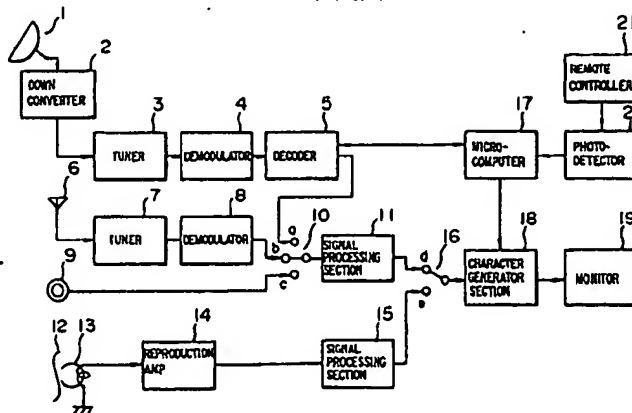 1
2
DOWN
CONVERTER
3
TUNER
4
DEMODULATOR
5
DECODER
17
MICRO-
COMPUTER
21
REMOTE
CONTROLLER
2
PHOTO-
DETECTOR
6
7
TUNER
8
DEMODULATOR
a
b
c
10
11
SIGNAL
PROCESSING
SECTION
d
e
16
18
CHARACTER
GENERATOR
SECTION
19
MONITOR
9
12
13
14
REPRODUCTION
AMP
15
SIGNAL
PROCESSING
SECTION